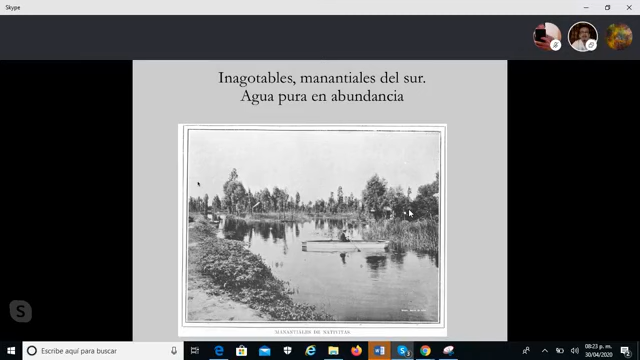 Skype
Inagotables, manantiales del sur.
Agua pura en abundancia
MANANTIALES DE NATIVITAS
Escribe aquí para buscar
08:23 p. m.
30/04/2020